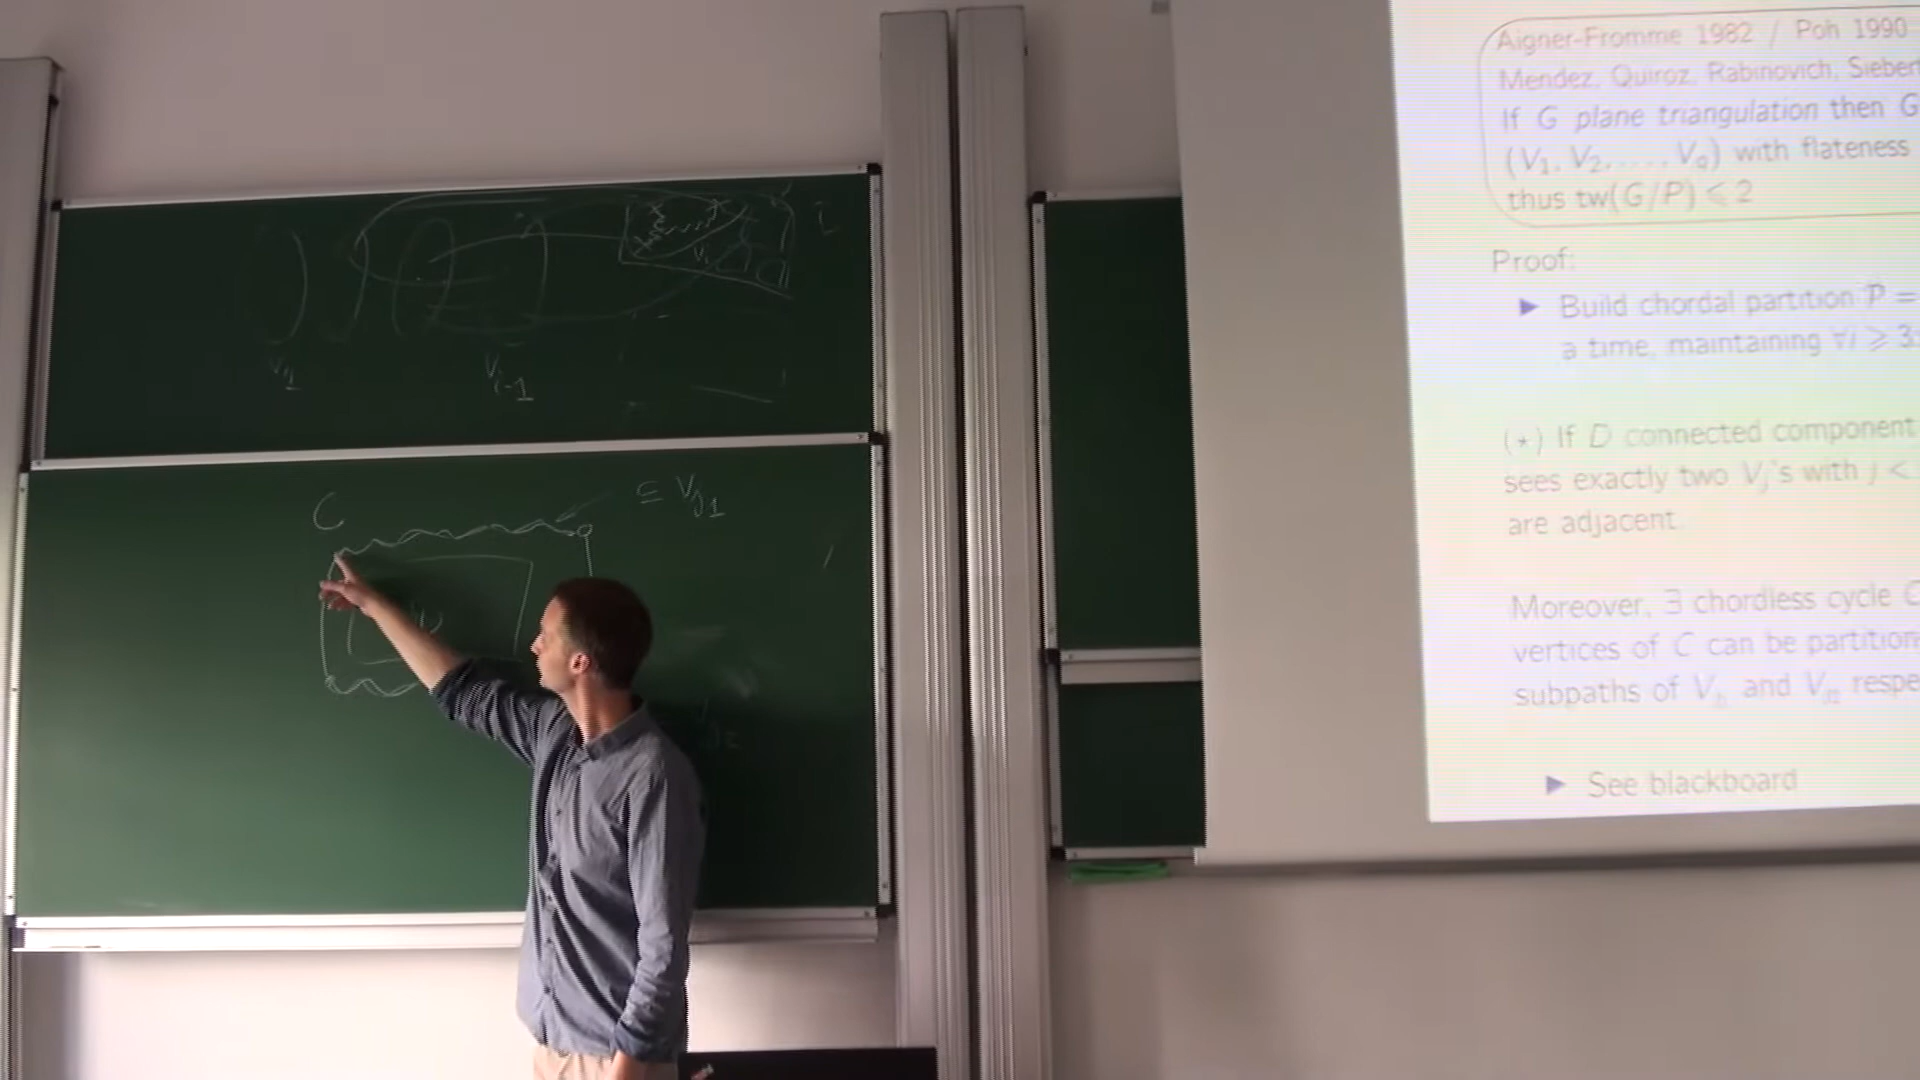 i
V1
Vi-1
C
⊆ Vj1
D
Vj2
Aigner-Fromme 1982 / Poh 1990
Mendez, Quiroz, Rabinovich, Sieber
If G plane triangulation then G
(V1, V2, ..., Vq) with flateness
thus tw(G/P) ⩽ 2
Proof:
▶ Build chordal partition P =
a time, maintaining ∀i ⩾ 3:
(⋆) If D connected component
sees exactly two Vj's with j <
are adjacent.
Moreover, ∃ chordless cycle C
vertices of C can be partition
subpaths of Vj1 and Vj2 respe
▶ See blackboard